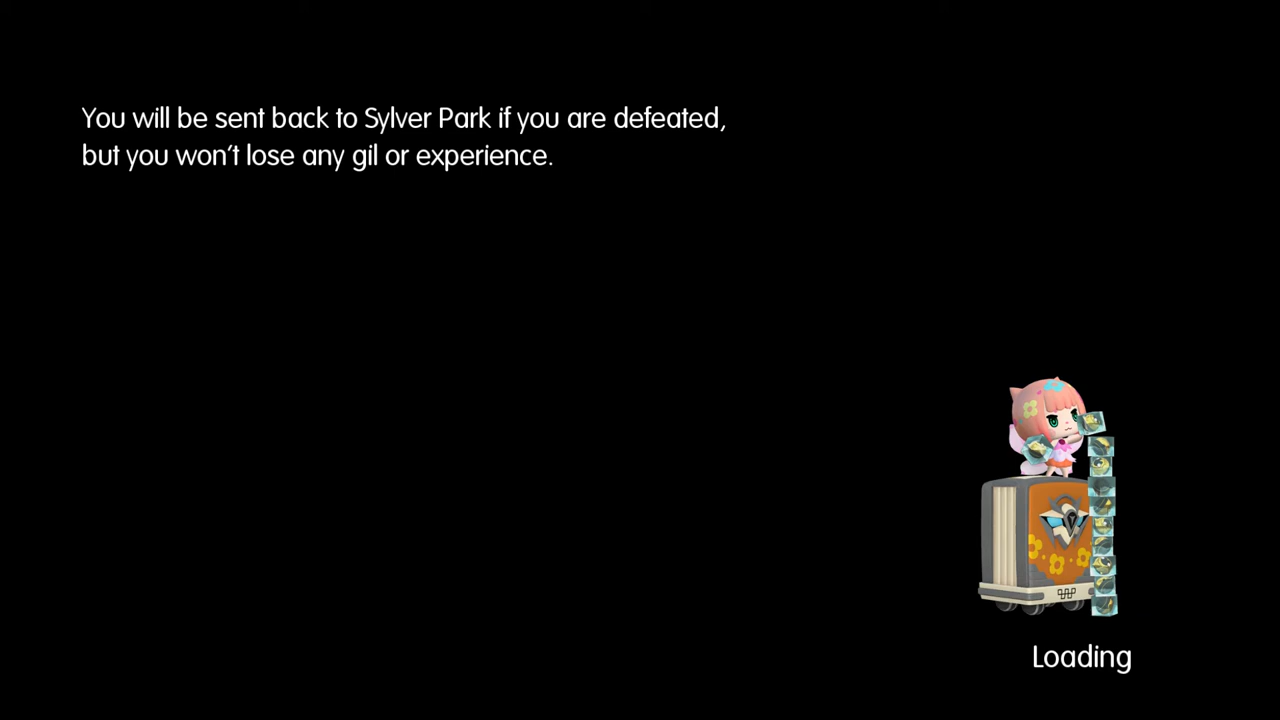 You will be sent back to Sylver Park if you are defeated,
but you won't lose any gil or experience.
Loading